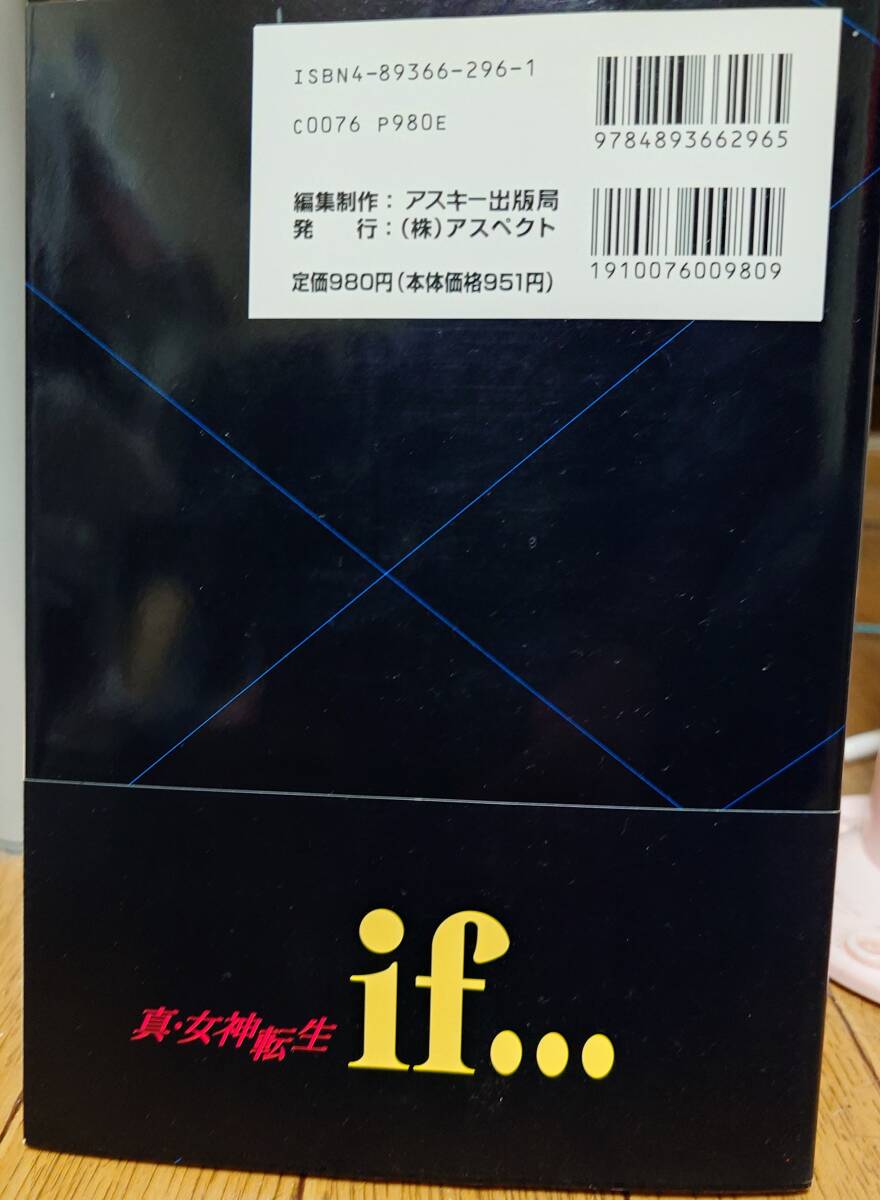 ISBN4-89366-296-1
C0076 P980E
9784893662965
編集制作：アスキー出版局
発　行：（株）アスペクト
定価980円（本体価格951円）
1910076009809
真・女神転生
if...